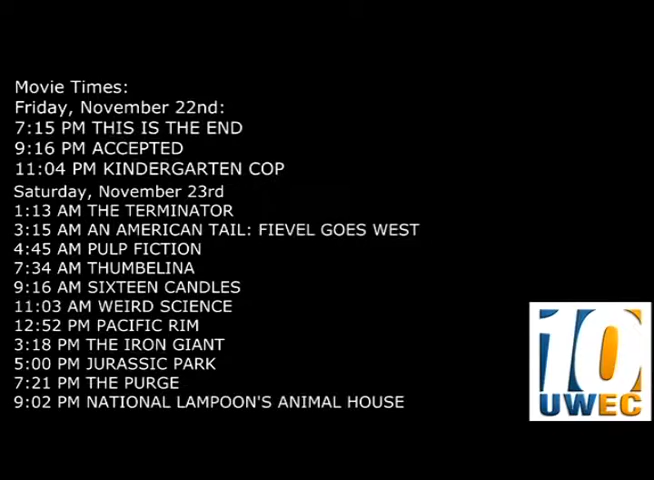 Movie Times:
Friday, November 22nd:
7:15 PM THIS IS THE END
9:16 PM ACCEPTED
11:04 PM KINDERGARTEN COP
Saturday, November 23rd
1:13 AM THE TERMINATOR
3:15 AM AN AMERICAN TAIL: FIEVEL GOES WEST
4:45 AM PULP FICTION
7:34 AM THUMBELINA
9:16 AM SIXTEEN CANDLES
11:03 AM WEIRD SCIENCE
12:52 PM PACIFIC RIM
3:18 PM THE IRON GIANT
5:00 PM JURASSIC PARK
7:21 PM THE PURGE
9:02 PM NATIONAL LAMPOON'S ANIMAL HOUSE
10
UWEC